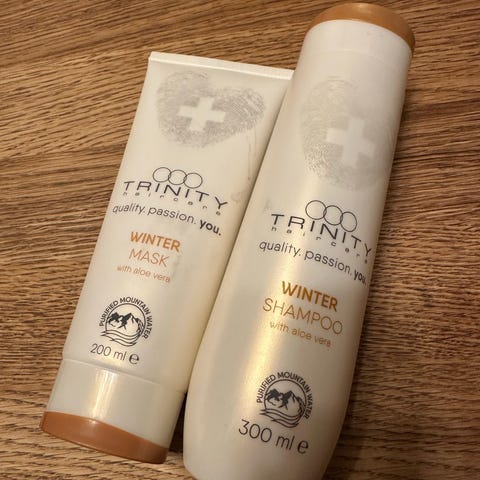 TRINITY
haircare
quality. passion. you.
WINTER
MASK
with aloe vera
PURIFIED MOUNTAIN WATER
200 ml e
TRINITY
haircare
quality. passion. you.
WINTER
SHAMPOO
with aloe vera
PURIFIED MOUNTAIN WATER
300 ml e